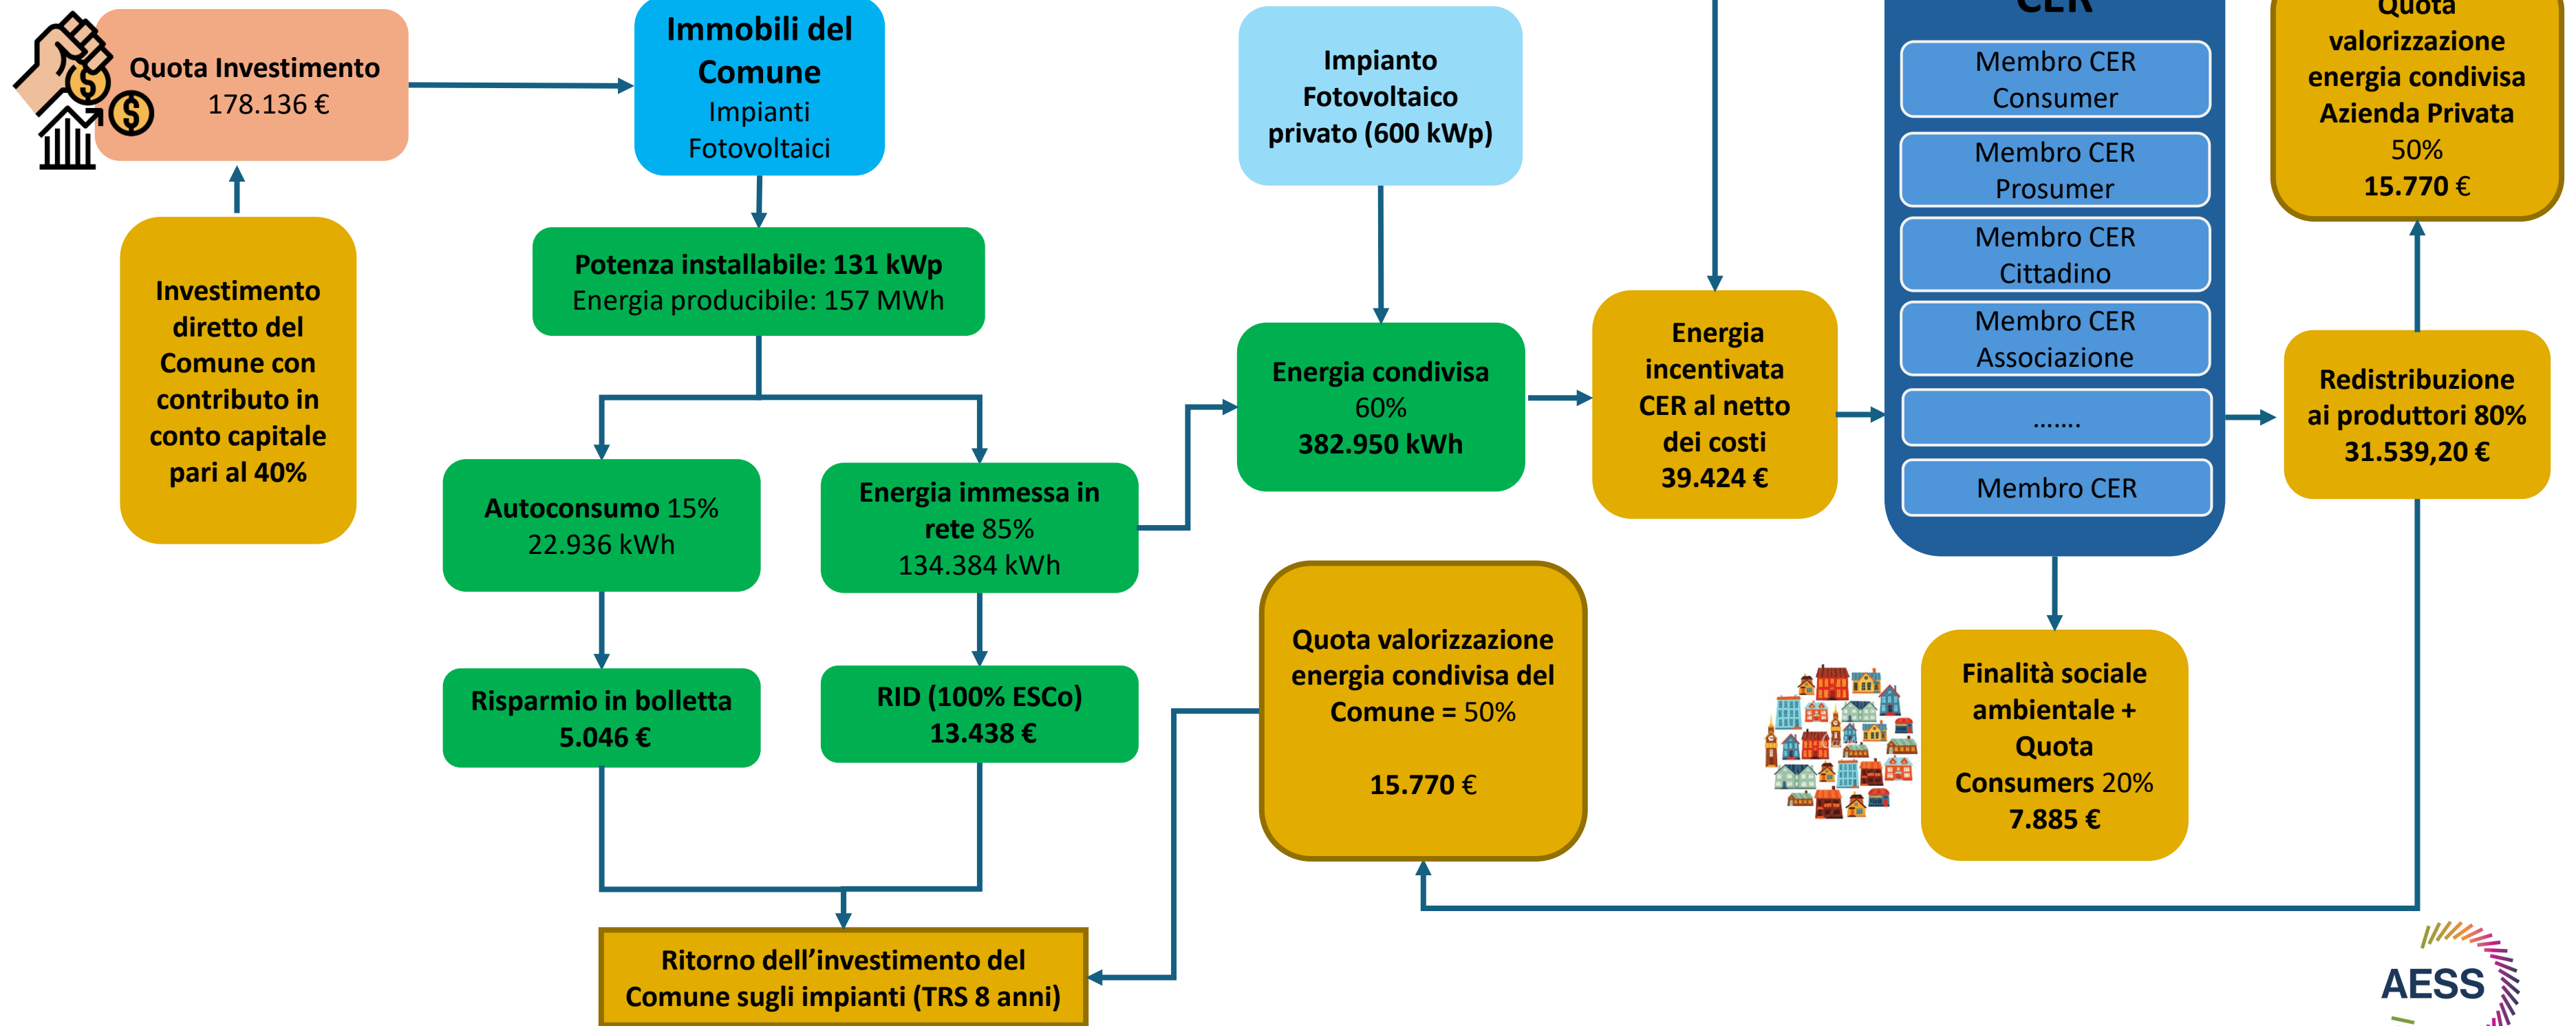 Quota Investimento
178.136 €
Investimento
diretto del
Comune con
contributo in
conto capitale
pari al 40%
Immobili del
Comune
Impianti
Fotovoltaici
Potenza installabile: 131 kWp
Energia producibile: 157 MWh
Autoconsumo 15%
22.936 kWh
Energia immessa in
rete 85%
134.384 kWh
Risparmio in bolletta
5.046 €
RID (100% ESCo)
13.438 €
Ritorno dell’investimento del
Comune sugli impianti (TRS 8 anni)
Impianto
Fotovoltaico
privato (600 kWp)
Energia condivisa
60%
382.950 kWh
Quota valorizzazione
energia condivisa del
Comune = 50%
15.770 €
Energia
incentivata
CER al netto
dei costi
39.424 €
CER
Membro CER
Consumer
Membro CER
Prosumer
Membro CER
Cittadino
Membro CER
Associazione
.......
Membro CER
Finalità sociale
ambientale +
Quota
Consumers 20%
7.885 €
Quota
valorizzazione
energia condivisa
Azienda Privata
50%
15.770 €
Redistribuzione
ai produttori 80%
31.539,20 €
AESS